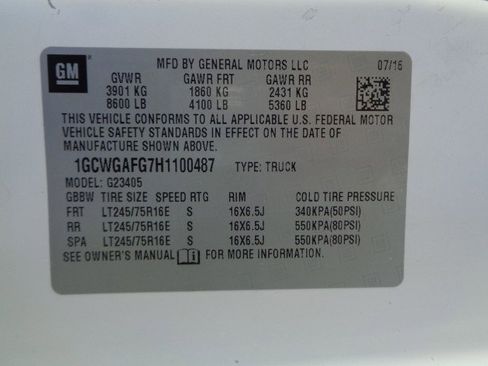 GM
MFD BY GENERAL MOTORS LLC 07/16
GVWR GAWR FRT GAWR RR
3901 KG 1860 KG 2431 KG
8600 LB 4100 LB 5360 LB
THIS VEHICLE CONFORMS TO ALL APPLICABLE U.S. FEDERAL MOTOR
VEHICLE SAFETY STANDARDS IN EFFECT ON THE DATE OF
MANUFACTURE SHOWN ABOVE.
1GCWGAFG7H1100487 TYPE: TRUCK
MODEL: G23405
GBBW TIRE SIZE SPEED RTG RIM COLD TIRE PRESSURE
FRT LT245/75R16E S 16X6.5J 340KPA(50PSI)
RR LT245/75R16E S 16X6.5J 550KPA(80PSI)
SPA LT245/75R16E S 16X6.5J 550KPA(80PSI)
SEE OWNER'S MANUAL FOR MORE INFORMATION.